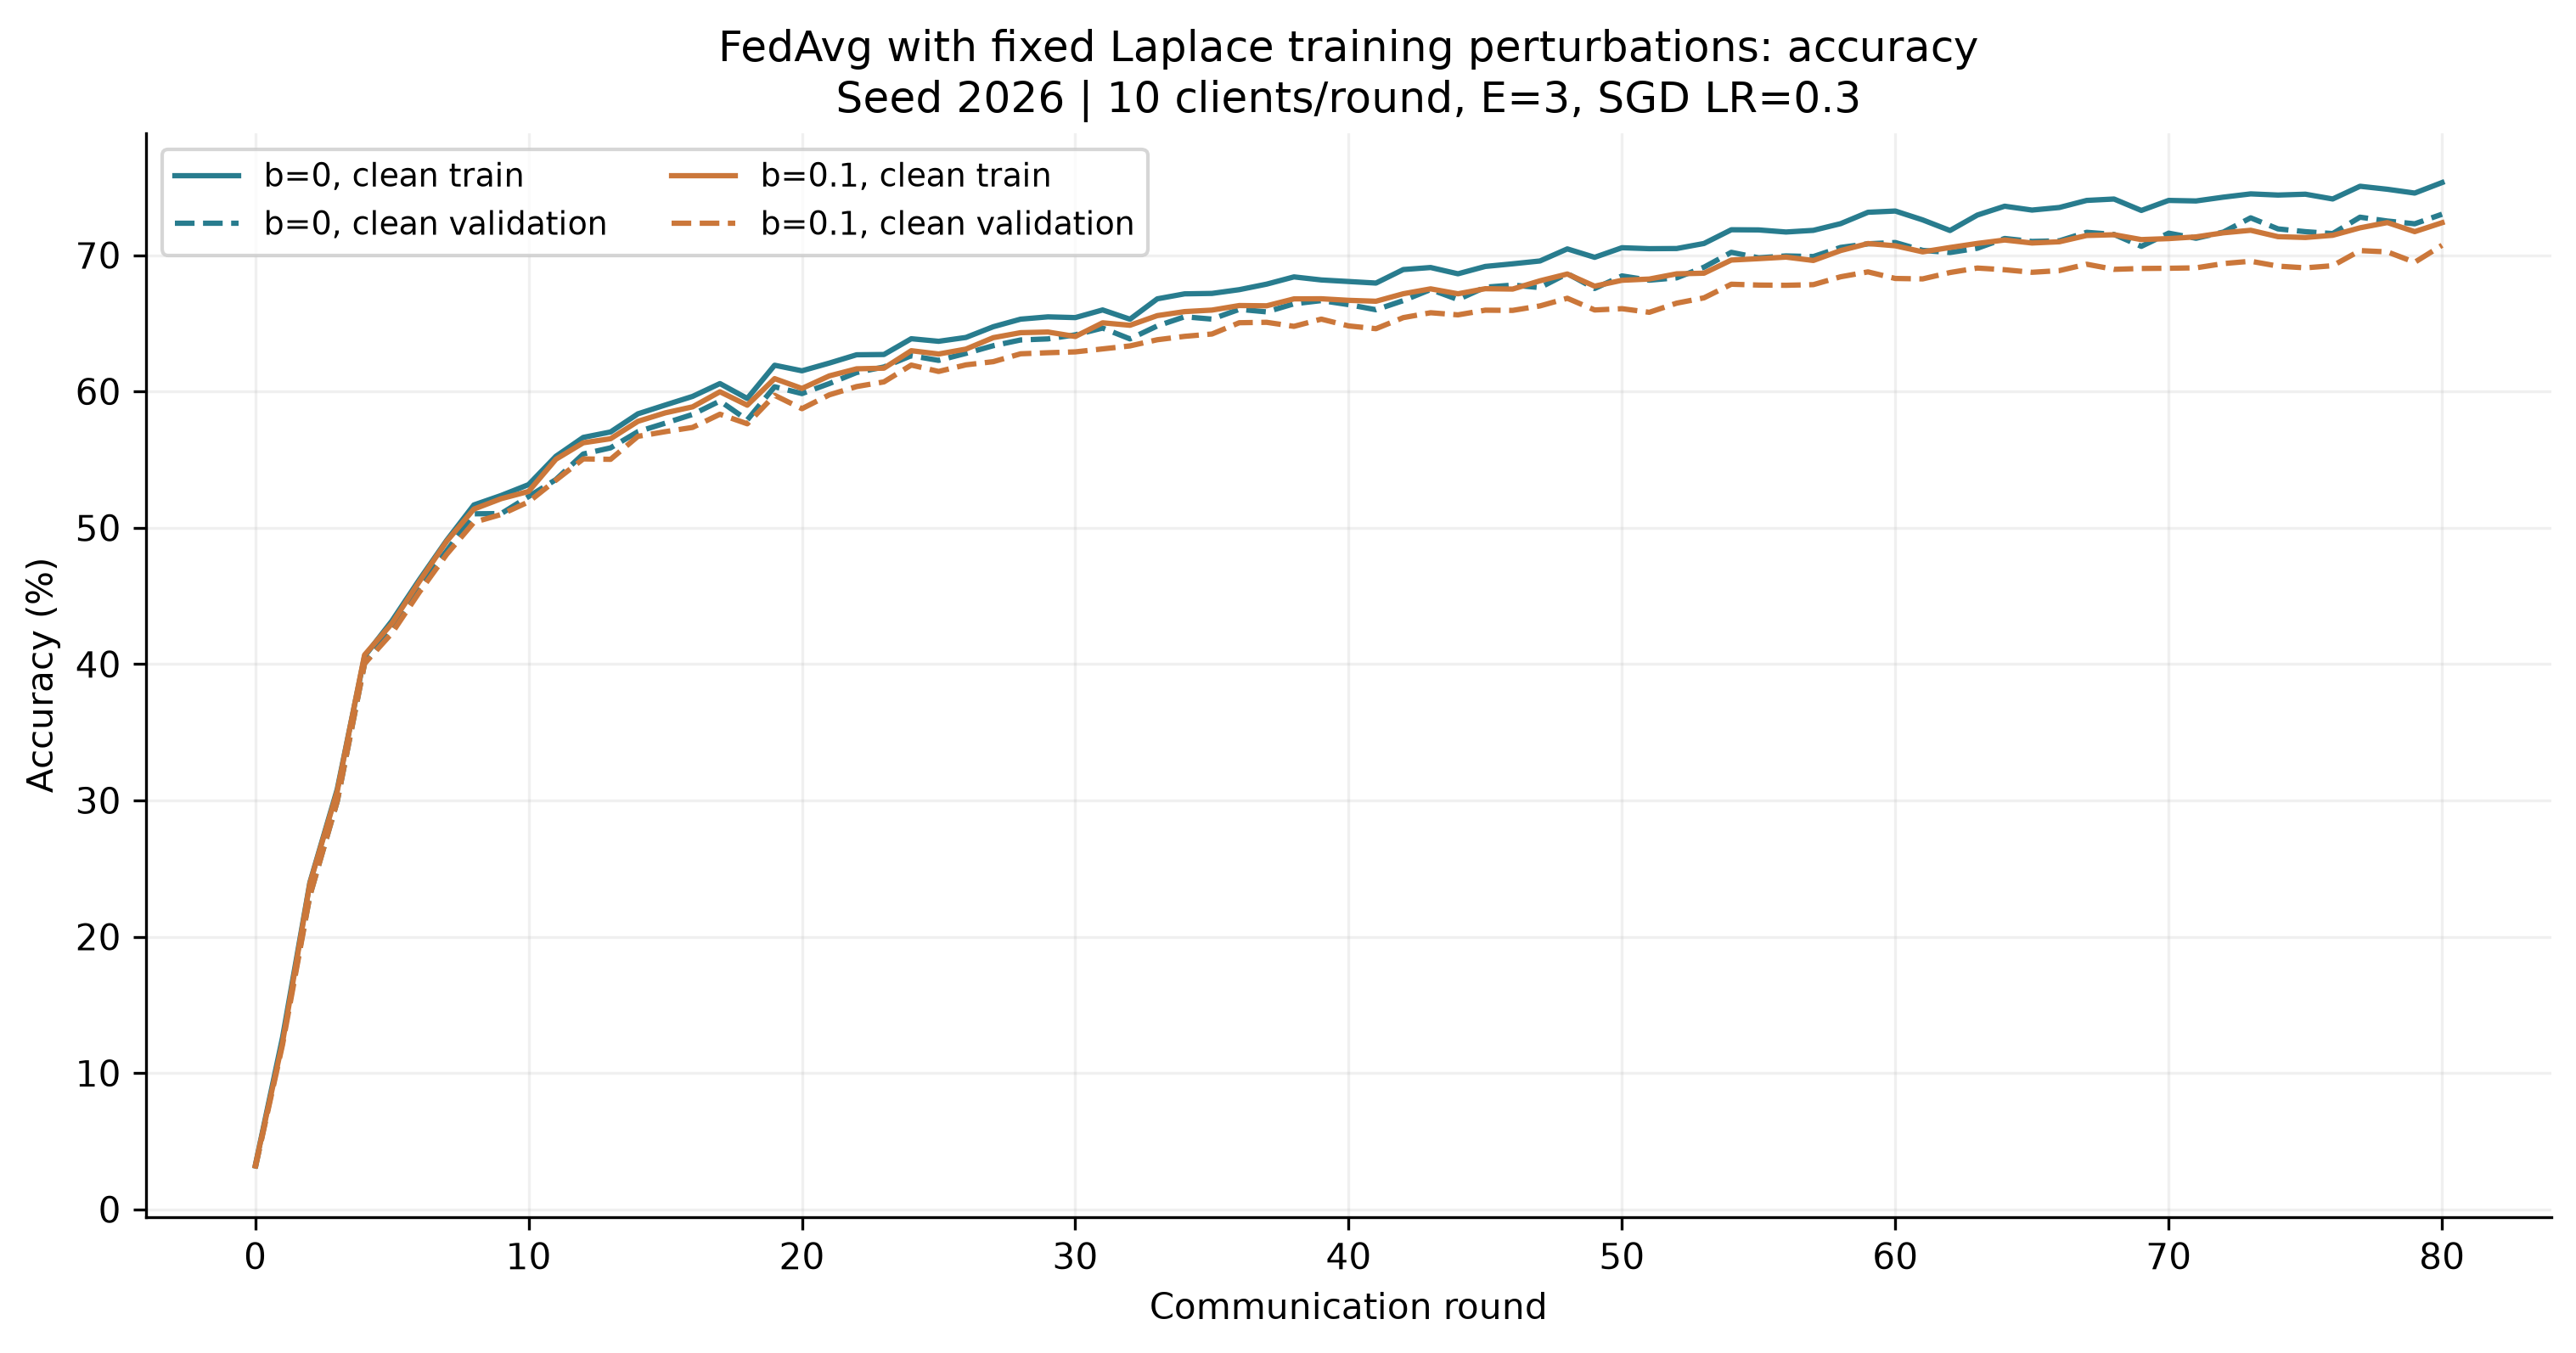 FedAvg with fixed Laplace training perturbations: accuracy
Seed 2026 | 10 clients/round, E=3, SGD LR=0.3
b=0, clean train
b=0, clean validation
b=0.1, clean train
b=0.1, clean validation
Accuracy (%)
70
60
50
40
30
20
10
0
0 10 20 30 40 50 60 70 80
Communication round